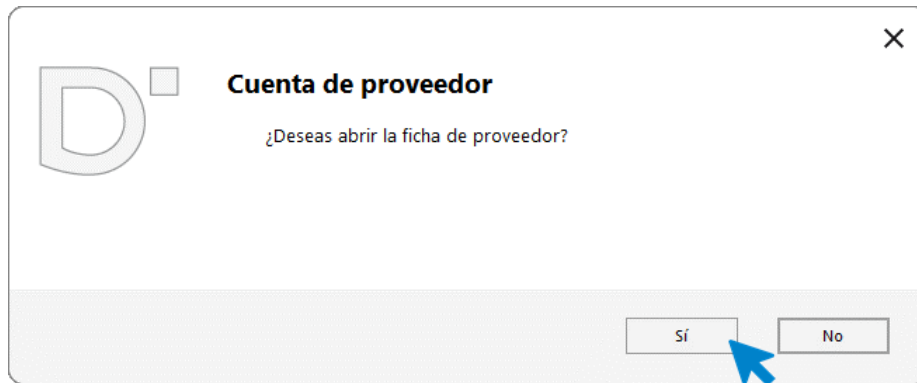 Cuenta de proveedor
¿Deseas abrir la ficha de proveedor?
Sí No